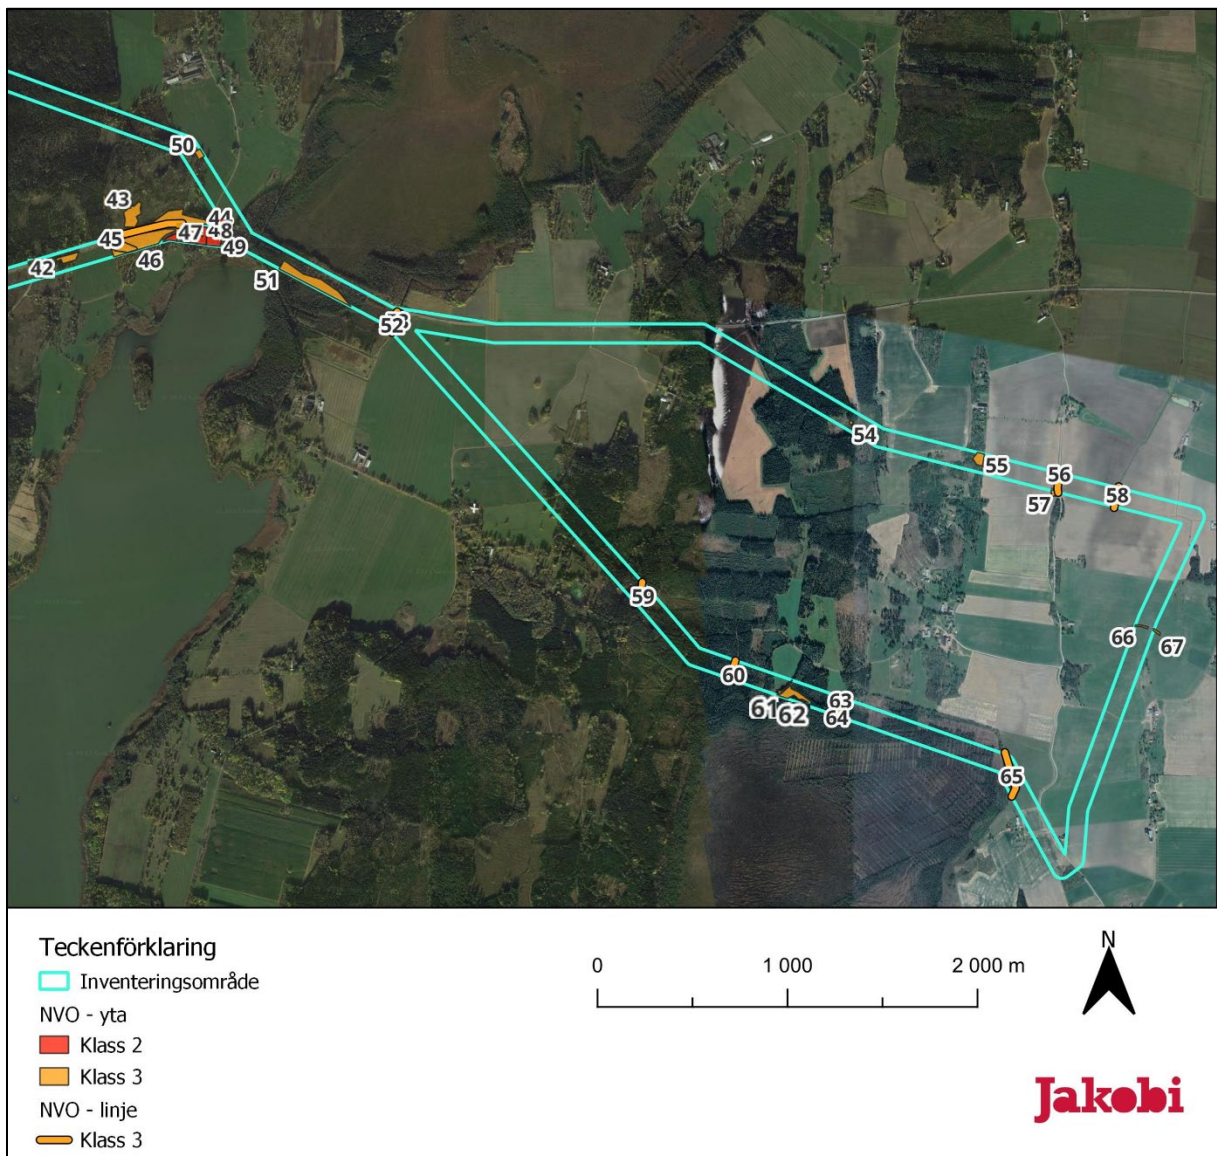 50
43
44
45
47
48
49
46
42
51
52
54
55
56
57
58
59
66
67
60
61
62
63
64
65
Teckenförklaring
Inventeringsområde
NVO - yta
Klass 2
Klass 3
NVO - linje
Klass 3
0 1 000 2 000 m
N
Jakobi